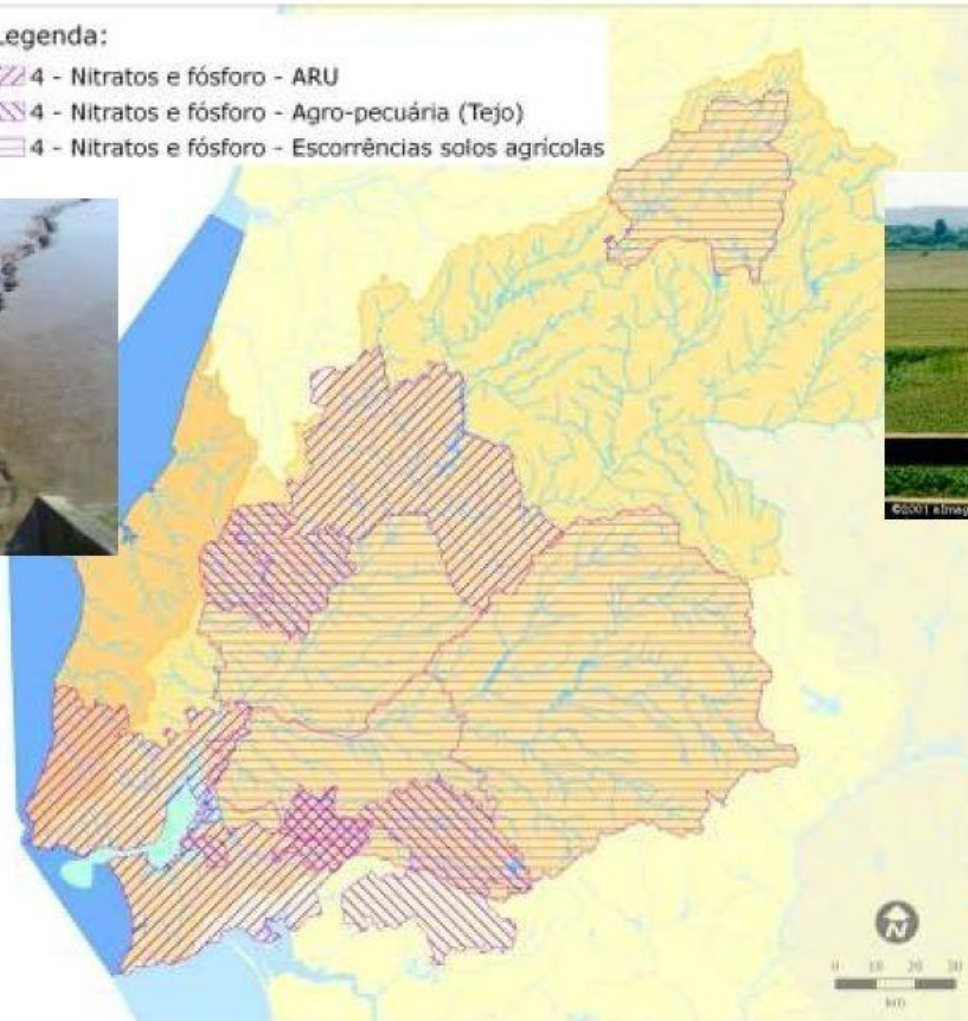 Legenda:
4 - Nitratos e fósforo - ARU
4 - Nitratos e fósforo - Agro-pecuária (Tejo)
4 - Nitratos e fósforo - Escorrências solos agrícolas
©2001
N
0 10 20 30
km